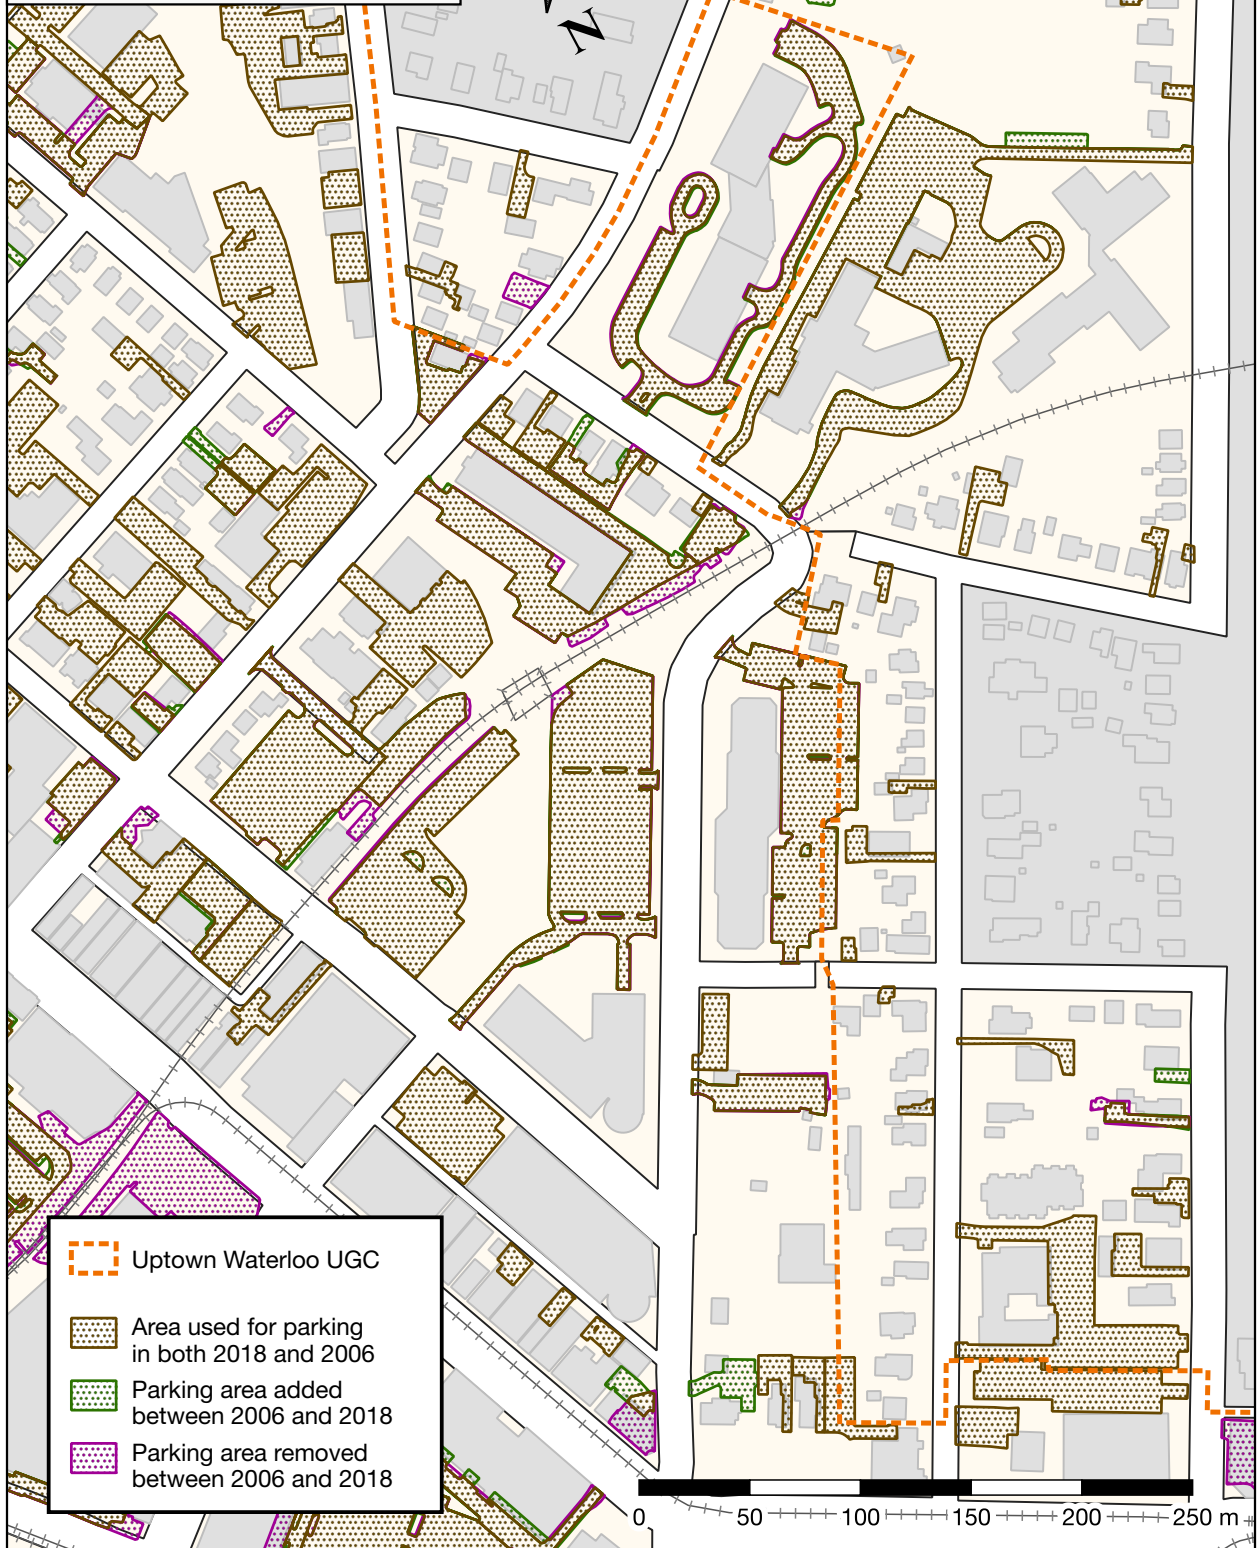 N
Uptown Waterloo UGC
Area used for parking
in both 2018 and 2006
Parking area added
between 2006 and 2018
Parking area removed
between 2006 and 2018
0 50 100 150 200 250 m